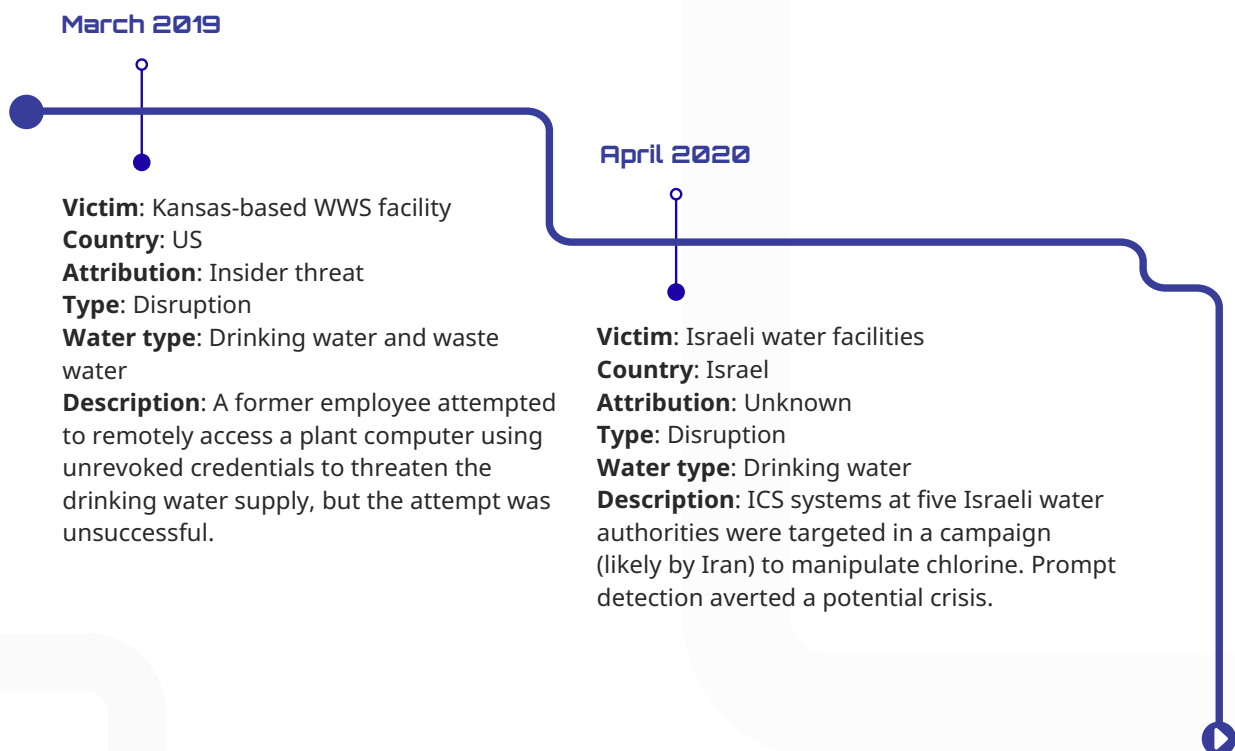 March 2019
Victim: Kansas-based WWS facility
Country: US
Attribution: Insider threat
Type: Disruption
Water type: Drinking water and waste
water
Description: A former employee attempted
to remotely access a plant computer using
unrevoked credentials to threaten the
drinking water supply, but the attempt was
unsuccessful.
April 2020
Victim: Israeli water facilities
Country: Israel
Attribution: Unknown
Type: Disruption
Water type: Drinking water
Description: ICS systems at five Israeli water
authorities were targeted in a campaign
(likely by Iran) to manipulate chlorine. Prompt
detection averted a potential crisis.